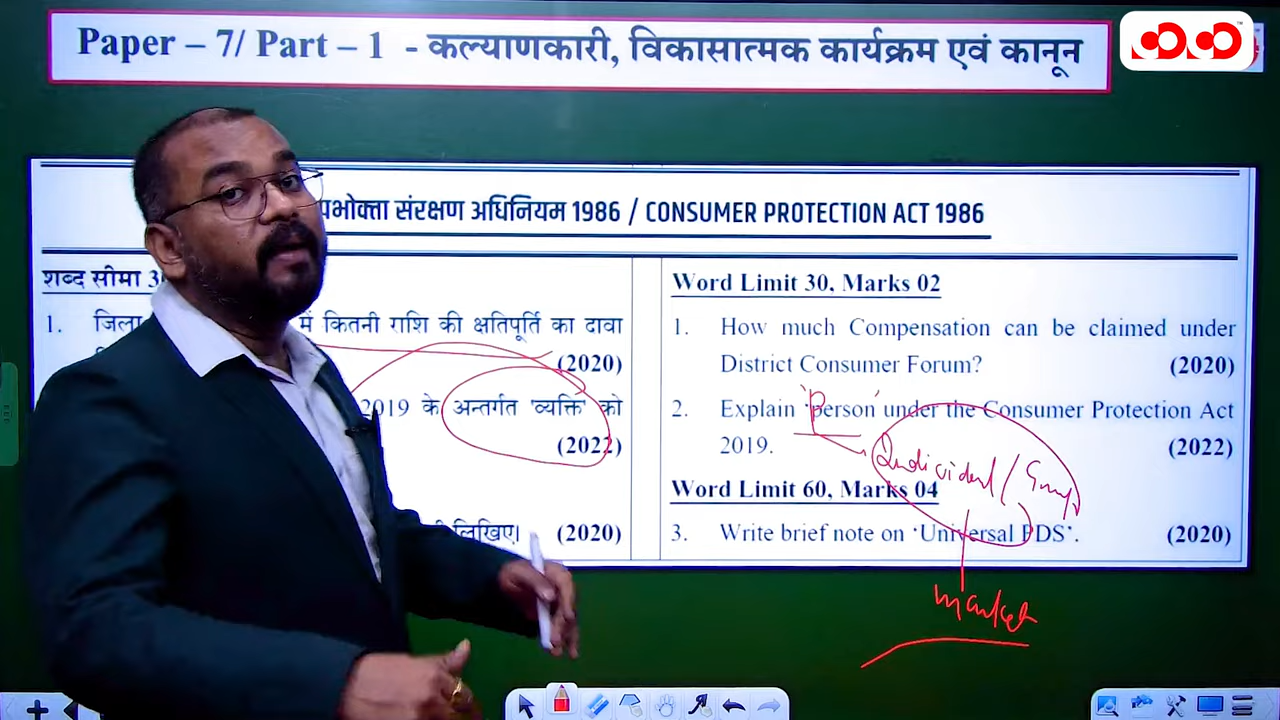 Paper – 7/ Part – 1 - कल्याणकारी, विकासात्मक कार्यक्रम एवं कानून
पभोक्ता संरक्षण अधिनियम 1986 / CONSUMER PROTECTION ACT 1986
शब्द सीमा 3
1. जिला में कितनी राशि की क्षतिपूर्ति का दावा
(2020)
2019 के अन्तर्गत 'व्यक्ति' को
(2022)
लिखिए। (2020)
Word Limit 30, Marks 02
1. How much Compensation can be claimed under
District Consumer Forum? (2020)
2. Explain 'person' under the Consumer Protection Act
2019. (2022)
Individual /
Word Limit 60, Marks 04
3. Write brief note on 'Universal PDS'. (2020)
market